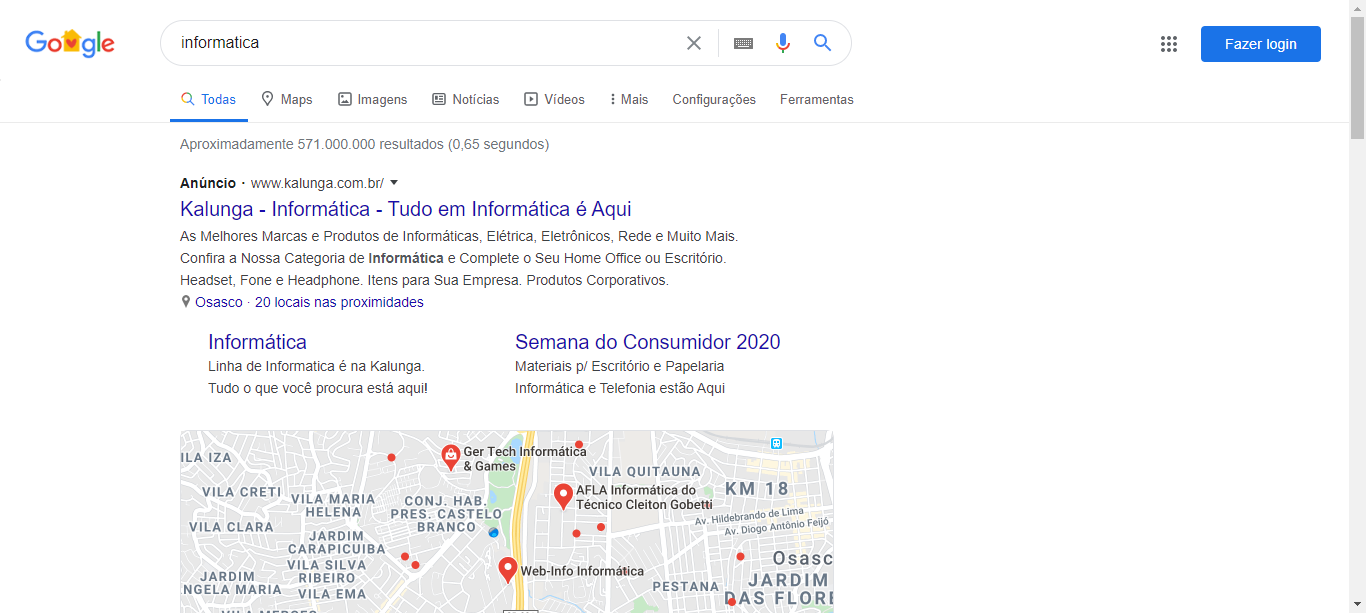 Google
informatica
Fazer login
Todas
Maps
Imagens
Notícias
Vídeos
Mais
Configurações
Ferramentas
Aproximadamente 571.000.000 resultados (0,65 segundos)
Anúncio · www.kalunga.com.br/
Kalunga - Informática - Tudo em Informática é Aqui
As Melhores Marcas e Produtos de Informáticas, Elétrica, Eletrônicos, Rede e Muito Mais.
Confira a Nossa Categoria de Informática e Complete o Seu Home Office ou Escritório.
Headset, Fone e Headphone. Itens para Sua Empresa. Produtos Corporativos.
Osasco · 20 locais nas proximidades
Informática
Linha de Informatica é na Kalunga.
Tudo o que você procura está aqui!
Semana do Consumidor 2020
Materiais p/ Escritório e Papelaria
Informática e Telefonia estão Aqui
ILA IZA
Ger Tech Informática
& Games
VILA QUITAUNA
KM 18
VILA CRETI
VILA MARIA
HELENA
CONJ. HAB.
PRES. CASTELO
BRANCO
AFLA Informática do
Técnico Cleiton Gobetti
Av. Hildebrando de Lima
Av. Diogo Antônio Feijó
VILA CLARA
JARDIM
CARAPICUIBA
VILA SILVA
RIBEIRO
VILA EMA
Osasc
JARDIM
NGELA MARIA
Web-Info Informática
PESTANA
JARDIM
DAS FLORE